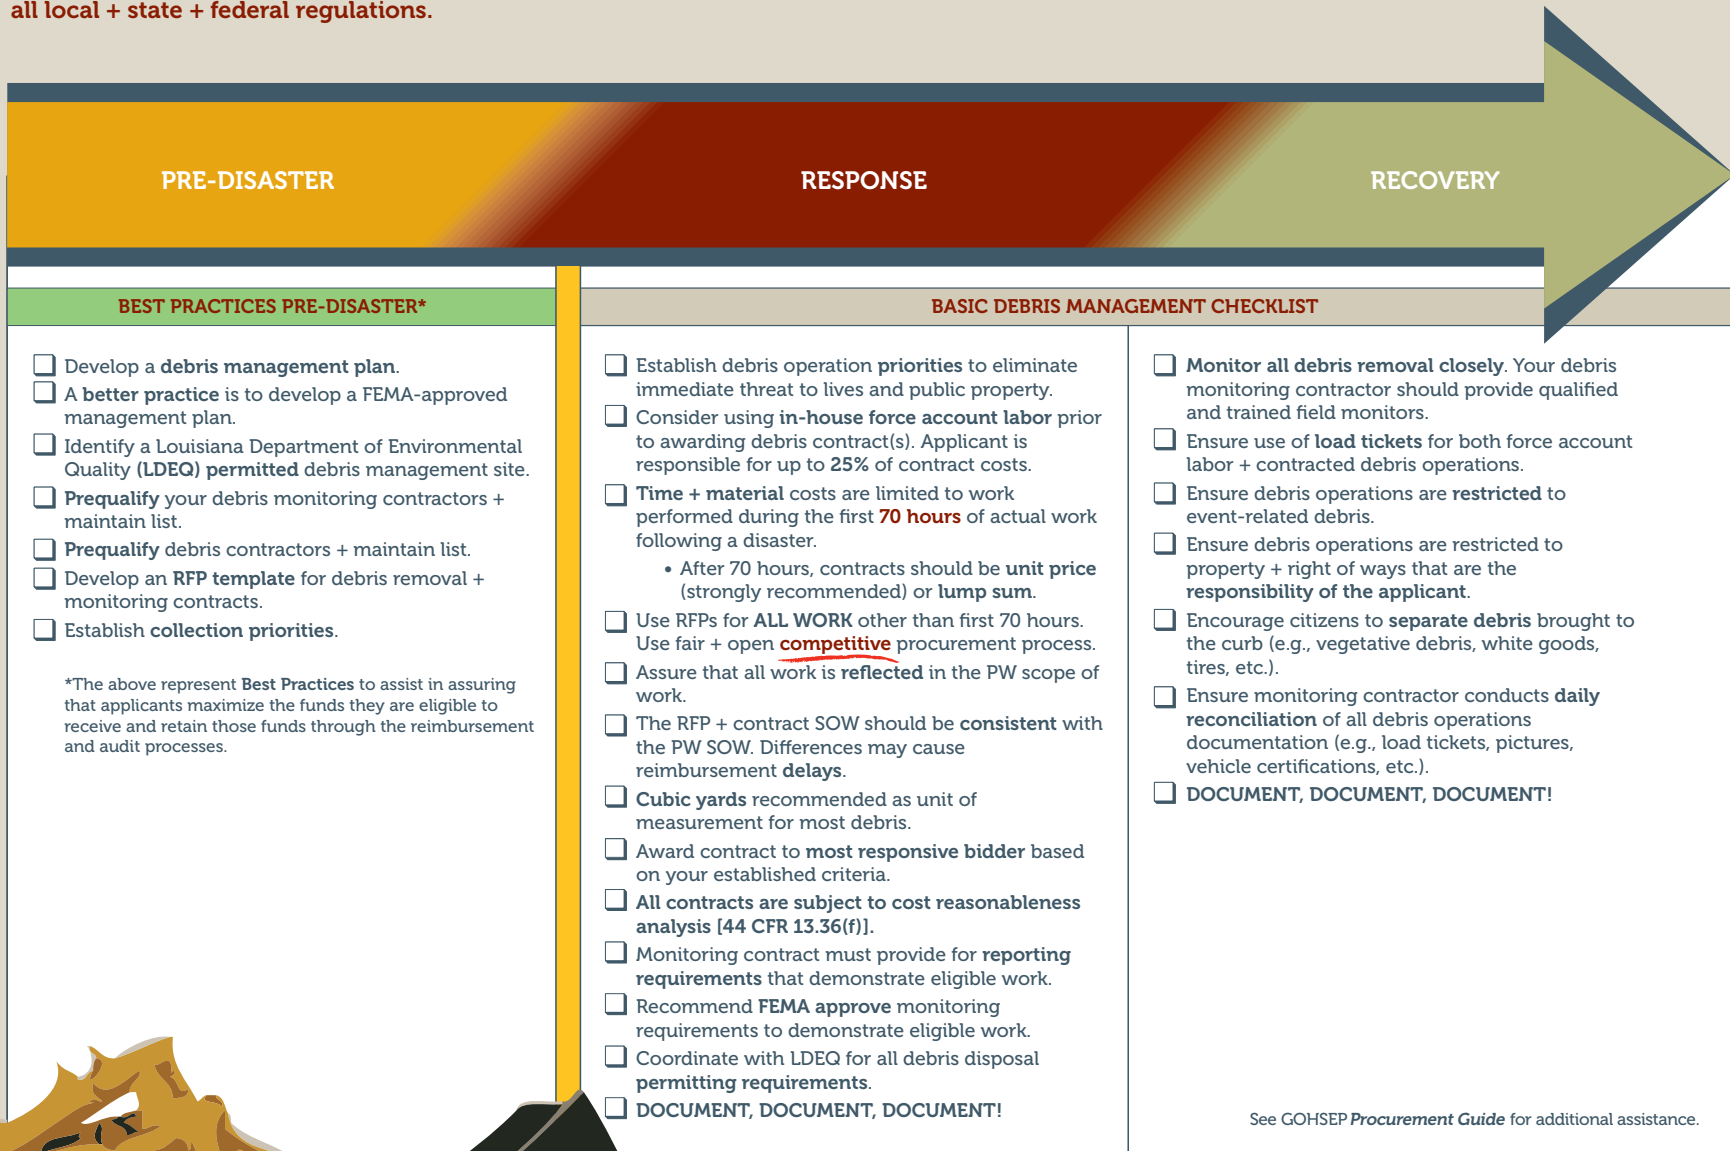 all local + state + federal regulations.
PRE-DISASTER
RESPONSE
RECOVERY
BEST PRACTICES PRE-DISASTER*
Develop a debris management plan.
A better practice is to develop a FEMA-approved
management plan.
Identify a Louisiana Department of Environmental
Quality (LDEQ) permitted debris management site.
Prequalify your debris monitoring contractors +
maintain list.
Prequalify debris contractors + maintain list.
Develop an RFP template for debris removal +
monitoring contracts.
Establish collection priorities.
*The above represent Best Practices to assist in assuring
that applicants maximize the funds they are eligible to
receive and retain those funds through the reimbursement
and audit processes.
BASIC DEBRIS MANAGEMENT CHECKLIST
Establish debris operation priorities to eliminate
immediate threat to lives and public property.
Consider using in-house force account labor prior
to awarding debris contract(s). Applicant is
responsible for up to 25% of contract costs.
Time + material costs are limited to work
performed during the first 70 hours of actual work
following a disaster.
• After 70 hours, contracts should be unit price
(strongly recommended) or lump sum.
Use RFPs for ALL WORK other than first 70 hours.
Use fair + open competitive procurement process.
Assure that all work is reflected in the PW scope of
work.
The RFP + contract SOW should be consistent with
the PW SOW. Differences may cause
reimbursement delays.
Cubic yards recommended as unit of
measurement for most debris.
Award contract to most responsive bidder based
on your established criteria.
All contracts are subject to cost reasonableness
analysis [44 CFR 13.36(f)].
Monitoring contract must provide for reporting
requirements that demonstrate eligible work.
Recommend FEMA approve monitoring
requirements to demonstrate eligible work.
Coordinate with LDEQ for all debris disposal
permitting requirements.
DOCUMENT, DOCUMENT, DOCUMENT!
Monitor all debris removal closely. Your debris
monitoring contractor should provide qualified
and trained field monitors.
Ensure use of load tickets for both force account
labor + contracted debris operations.
Ensure debris operations are restricted to
event-related debris.
Ensure debris operations are restricted to
property + right of ways that are the
responsibility of the applicant.
Encourage citizens to separate debris brought to
the curb (e.g., vegetative debris, white goods,
tires, etc.).
Ensure monitoring contractor conducts daily
reconciliation of all debris operations
documentation (e.g., load tickets, pictures,
vehicle certifications, etc.).
DOCUMENT, DOCUMENT, DOCUMENT!
See GOHSEP Procurement Guide for additional assistance.